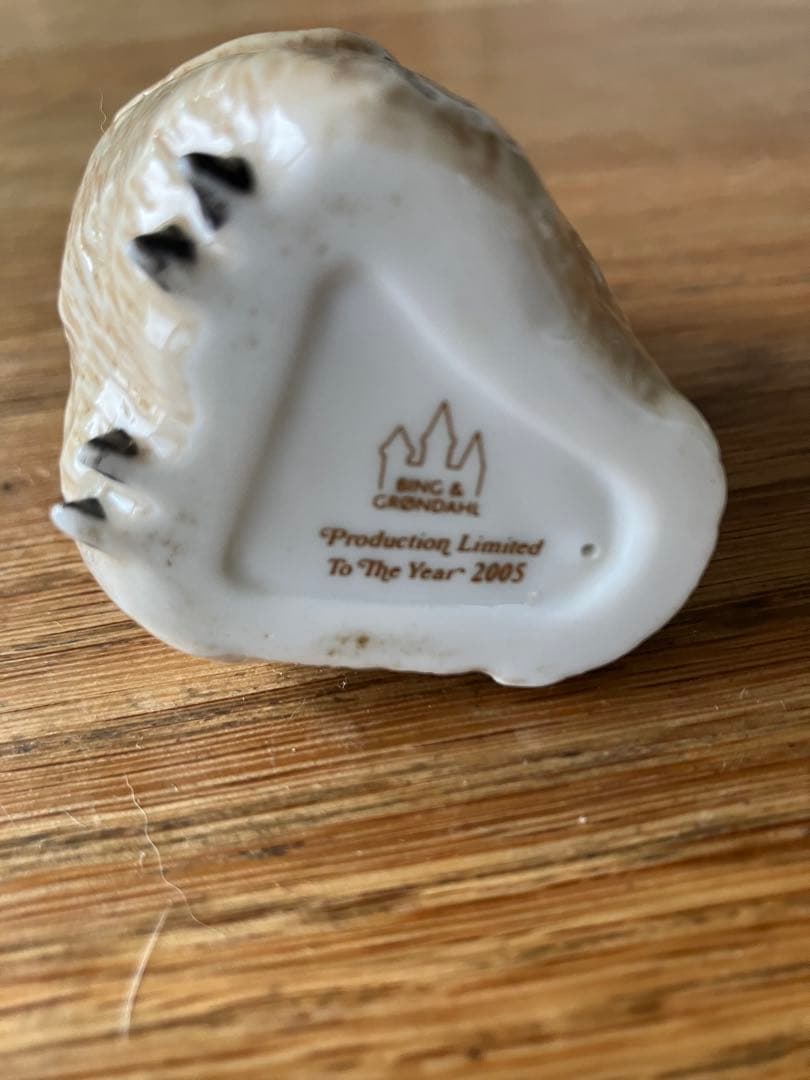 BING &
GRØNDAHL
Production Limited
To The Year 2005